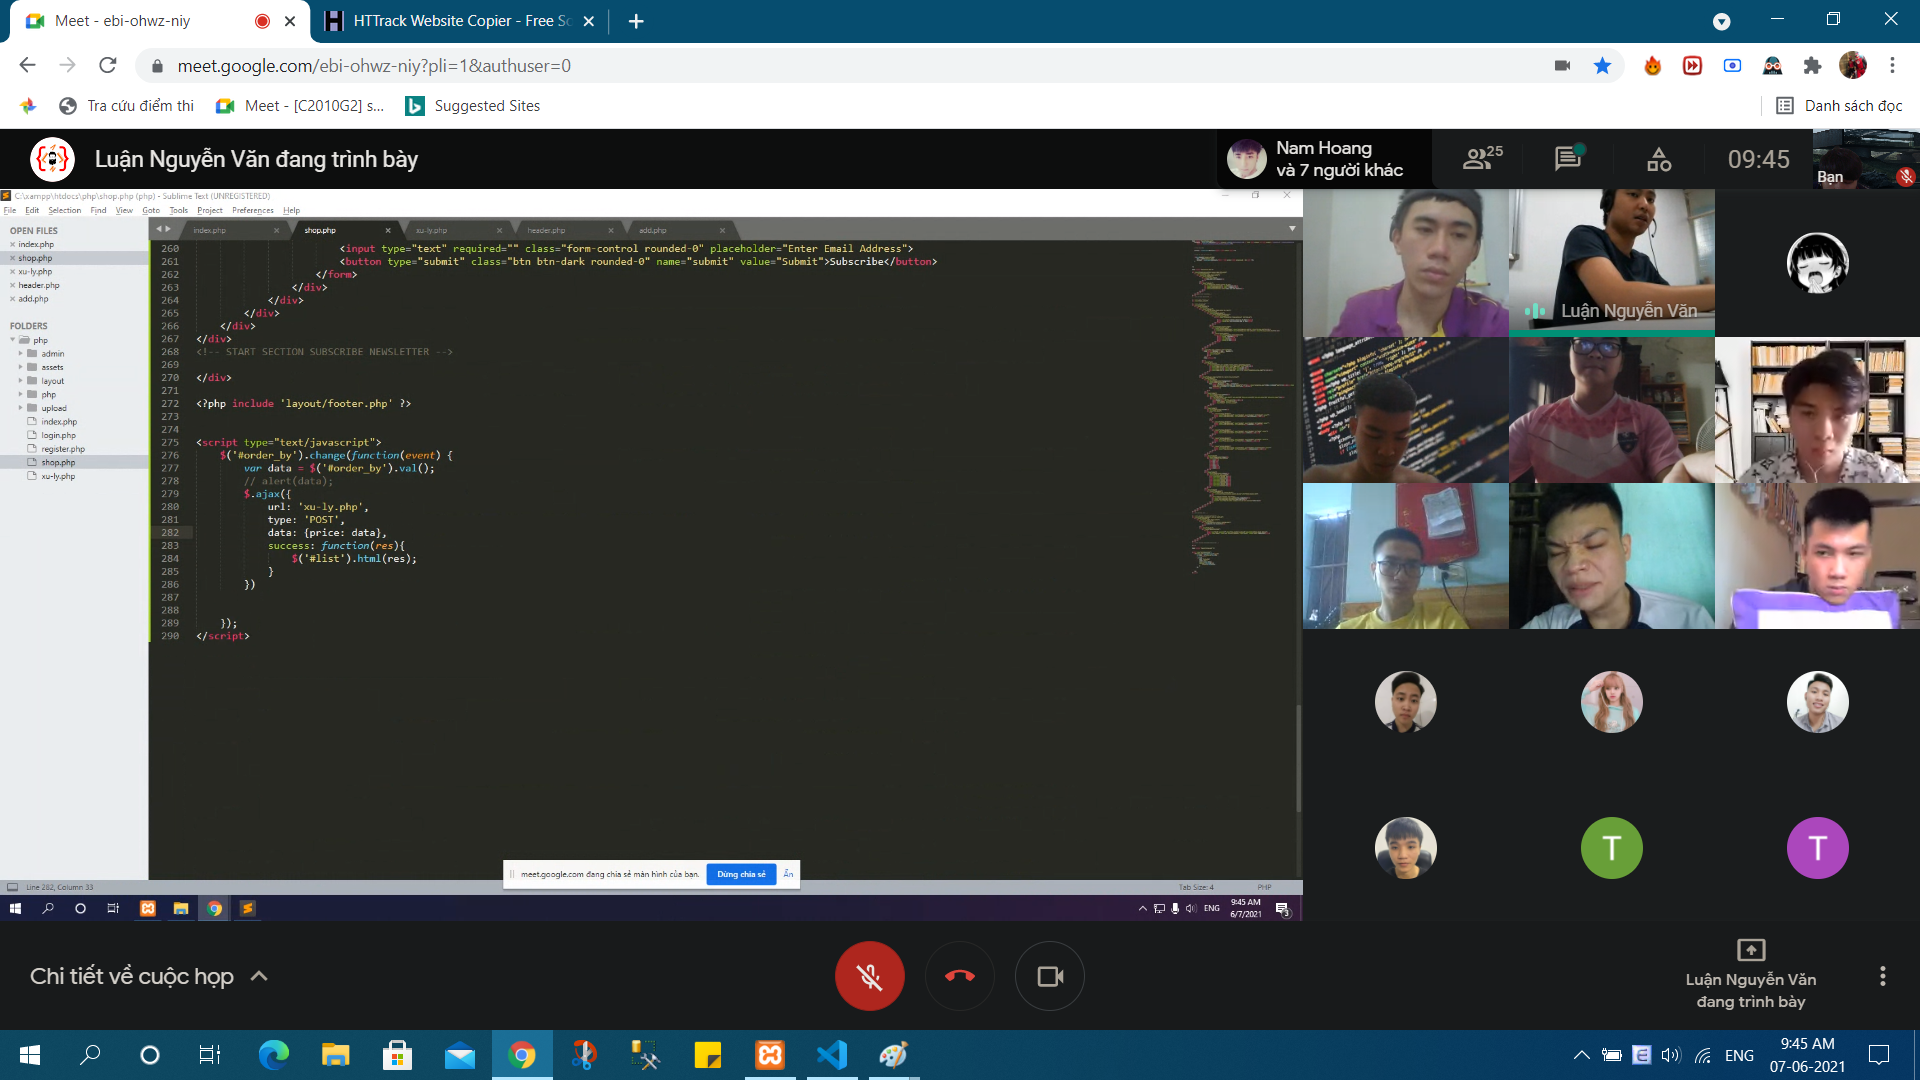 Meet - ebi-ohwz-niy
HTTrack Website Copier - Free So
meet.google.com/ebi-ohwz-niy?pli=1&authuser=0
Tra cứu điểm thi
Meet - [C2010G2] s...
Suggested Sites
Danh sách đọc
Luận Nguyễn Văn đang trình bày
Nam Hoang
và 7 người khác
25
09:45
Bạn
C:\xampp\htdocs\php\shop.php (php) - Sublime Text (UNREGISTERED)
File Edit Selection Find View Goto Tools Project Preferences Help
OPEN FILES
index.php
shop.php
xu-ly.php
header.php
add.php
FOLDERS
php
admin
assets
layout
php
upload
index.php
login.php
register.php
shop.php
xu-ly.php
index.php shop.php xu-ly.php header.php add.php
260 <input type="text" required="" class="form-control rounded-0" placeholder="Enter Email Address">
261 <button type="submit" class="btn btn-dark rounded-0" name="submit" value="Submit">Subscribe</button>
262 </form>
263 </div>
264 </div>
265 </div>
266 </div>
267 </div>
268 <!-- START SECTION SUBSCRIBE NEWSLETTER -->
269
270 </div>
271
272 <?php include 'layout/footer.php' ?>
273
274
275 <script type="text/javascript">
276 $('#order_by').change(function(event) {
277 var data = $('#order_by').val();
278 // alert(data);
279 $.ajax({
280 url: 'xu-ly.php',
281 type: 'POST',
282 data: {price: data},
283 success: function(res){
284 $('#list').html(res);
285 }
286 })
287
288
289 });
290 </script>
meet.google.com đang chia sẻ màn hình của bạn.
Dừng chia sẻ
Ẩn
Line 282, Column 33
Tab Size: 4
PHP
ENG
9:45 AM
6/7/2021
3
Luận Nguyễn Văn
T
T
Chi tiết về cuộc họp
Luận Nguyễn Văn
đang trình bày
ENG
9:45 AM
07-06-2021